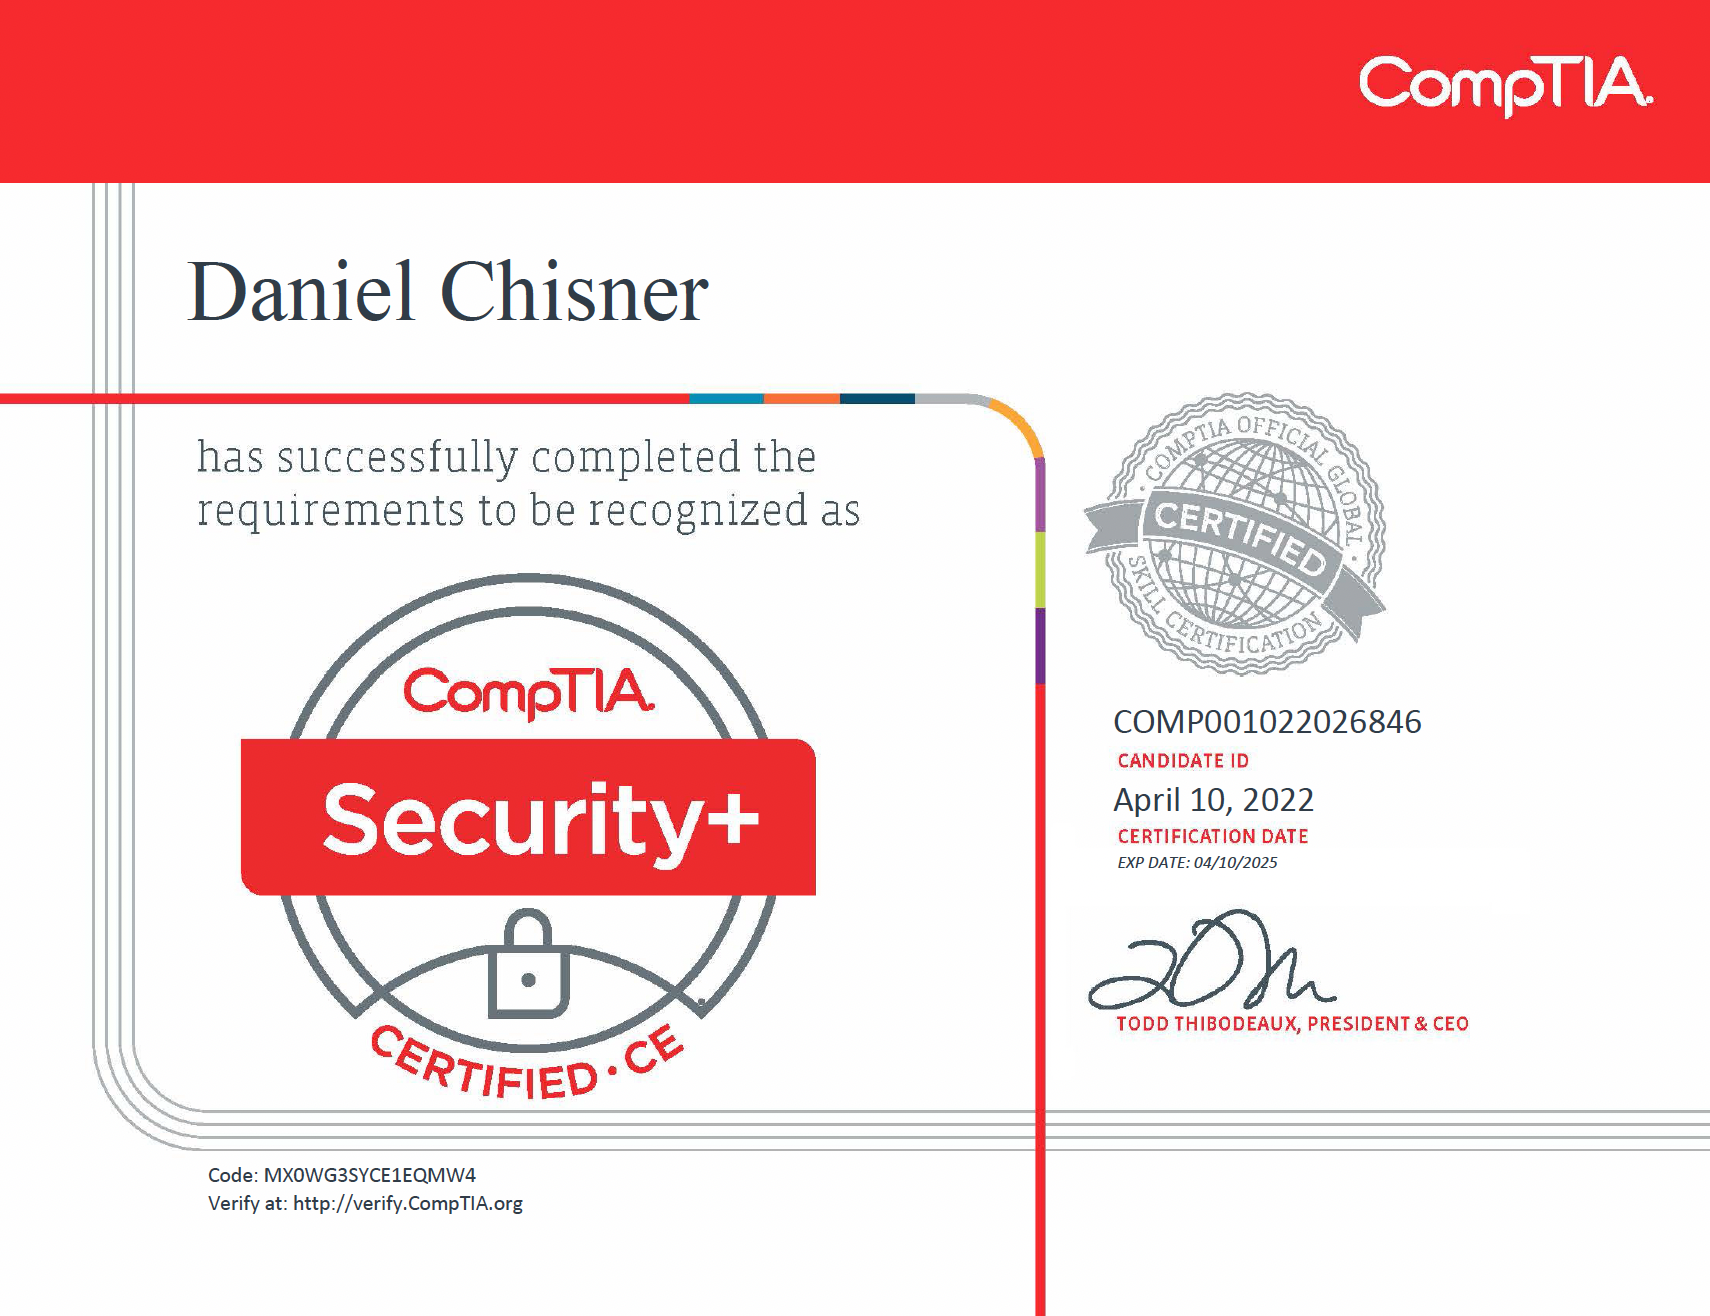 CompTIA.
Daniel Chisner
has successfully completed the
requirements to be recognized as
CompTIA.
Security+
CERTIFIED · CE
· COMPTIA OFFICIAL GLOBAL ·
CERTIFIED
SKILL CERTIFICATION
COMP001022026846
CANDIDATE ID
April 10, 2022
CERTIFICATION DATE
EXP DATE: 04/10/2025
TODD THIBODEAUX, PRESIDENT & CEO
Code: MX0WG3SYCE1EQMW4
Verify at: http://verify.CompTIA.org